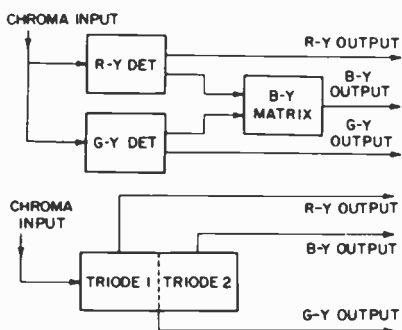 CHROMA INPUT
R-Y OUTPUT
R-Y DET
B-Y
OUTPUT
B-Y
MATRIX
G-Y
OUTPUT
G-Y DET
CHROMA
INPUT
R-Y OUTPUT
B-Y OUTPUT
TRIODE 1
TRIODE 2
G-Y OUTPUT